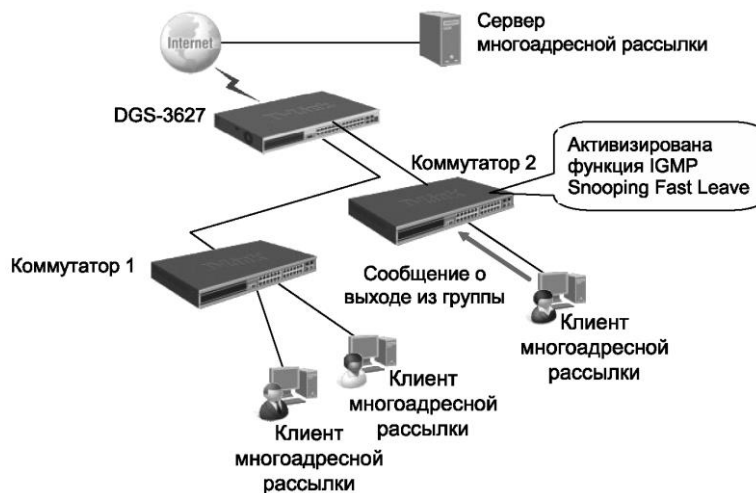 Internet
Сервер
многоадресной рассылки
DGS-3627
Коммутатор 2
Активизирована
функция IGMP
Snooping Fast Leave
Коммутатор 1
Сообщение о
выходе из группы
Клиент
многоадресной
рассылки
Клиент
многоадресной
рассылки
Клиент
многоадресной
рассылки